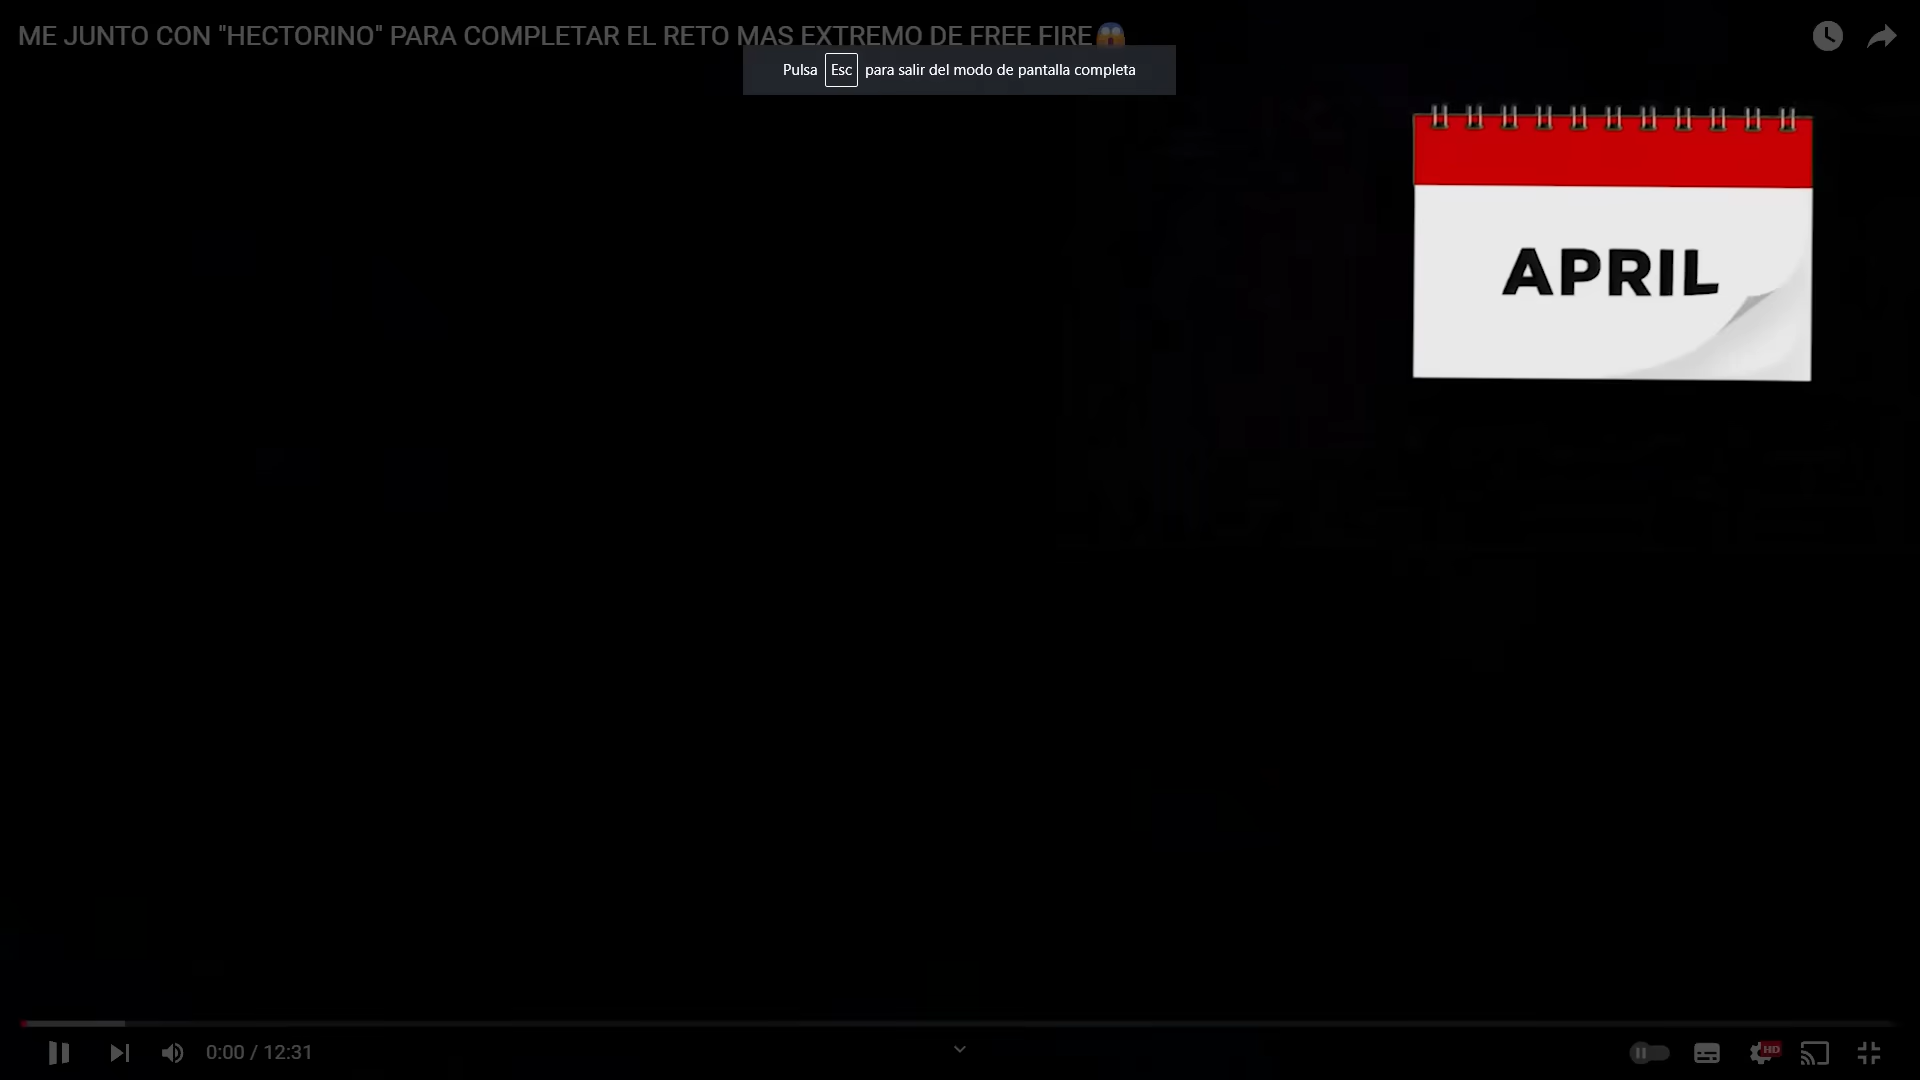 ME JUNTO CON "HECTORINO" PARA COMPLETAR EL RETO MAS EXTREMO DE FREE FIRE😱
Pulsa Esc para salir del modo de pantalla completa
APRIL
0:00 / 12:31
HD